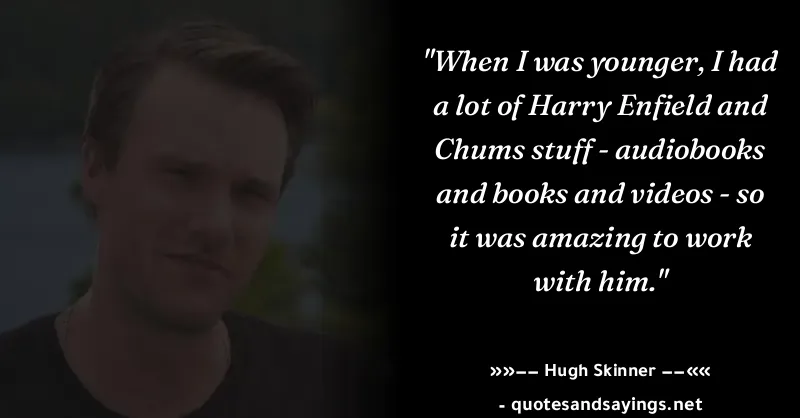 "When I was younger, I had
a lot of Harry Enfield and
Chums stuff - audiobooks
and books and videos - so
it was amazing to work
with him."
»»−− Hugh Skinner −−««
- quotesandsayings.net